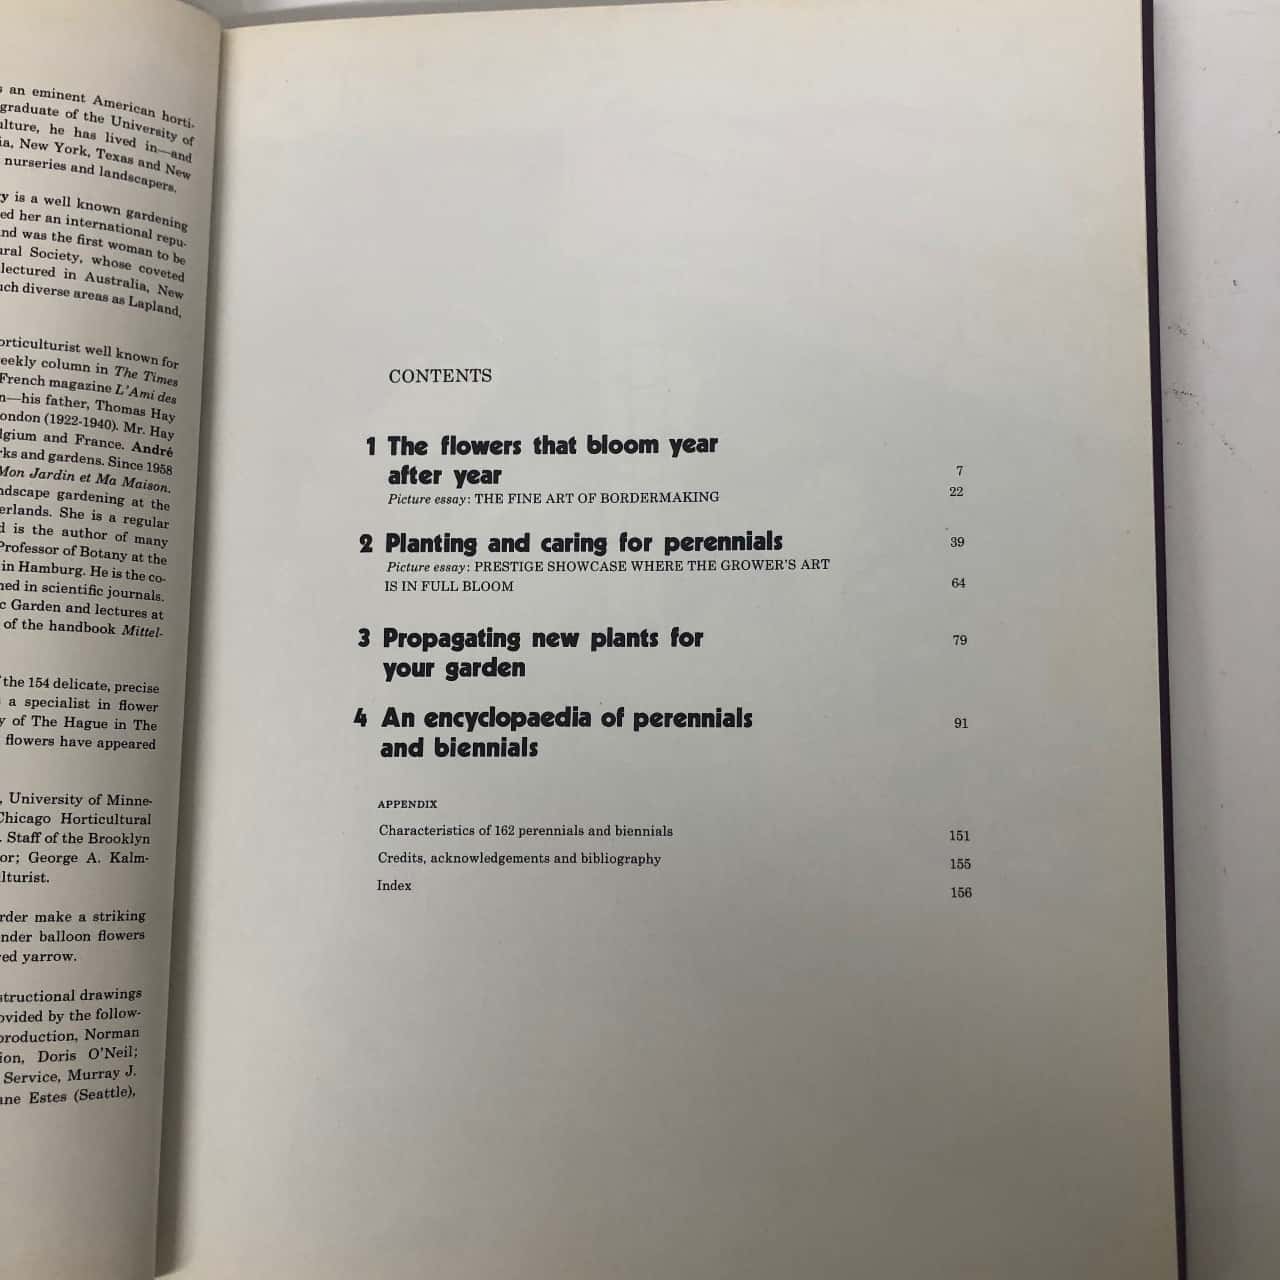 s an eminent American horti-
graduate of the University of
ulture, he has lived in—and
ia, New York, Texas and New
nurseries and landscapers.
y is a well known gardening
ed her an international repu-
nd was the first woman to be
ural Society, whose coveted
lectured in Australia, New
uch diverse areas as Lapland,
orticulturist well known for
eekly column in The Times
French magazine L'Ami des
n—his father, Thomas Hay
ondon (1922-1940). Mr. Hay
lgium and France. André
rks and gardens. Since 1958
Mon Jardin et Ma Maison.
ndscape gardening at the
erlands. She is a regular
d is the author of many
Professor of Botany at the
in Hamburg. He is the co-
hed in scientific journals.
c Garden and lectures at
of the handbook Mittel-
the 154 delicate, precise
a specialist in flower
y of The Hague in The
flowers have appeared
, University of Minne-
Chicago Horticultural
. Staff of the Brooklyn
or; George A. Kalm-
lturist.
rder make a striking
nder balloon flowers
ed yarrow.
structional drawings
ovided by the follow-
production, Norman
ion, Doris O'Neil;
Service, Murray J.
ane Estes (Seattle),
CONTENTS
1 The flowers that bloom year
after year 7
Picture essay: THE FINE ART OF BORDERMAKING 22
2 Planting and caring for perennials 39
Picture essay: PRESTIGE SHOWCASE WHERE THE GROWER'S ART
IS IN FULL BLOOM 64
3 Propagating new plants for 79
your garden
4 An encyclopaedia of perennials 91
and biennials
APPENDIX
Characteristics of 162 perennials and biennials 151
Credits, acknowledgements and bibliography 155
Index 156